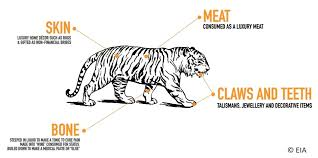 SKIN
LUXURY HOME DÉCOR SUCH AS RUGS
& GIFTED AS NON-FINANCIAL BRIBES
MEAT
CONSUMED AS A LUXURY MEAT
CLAWS AND TEETH
TALISMANS, JEWELLERY AND DECORATIVE ITEMS
BONE
STEEPED IN LIQUID TO MAKE A TONIC TO CURE PAIN
MADE INTO 'WINE' CONSUMED FOR STATUS,
BOILED DOWN TO MAKE A MEDICAL PASTE OR 'GLUE'
© EIA